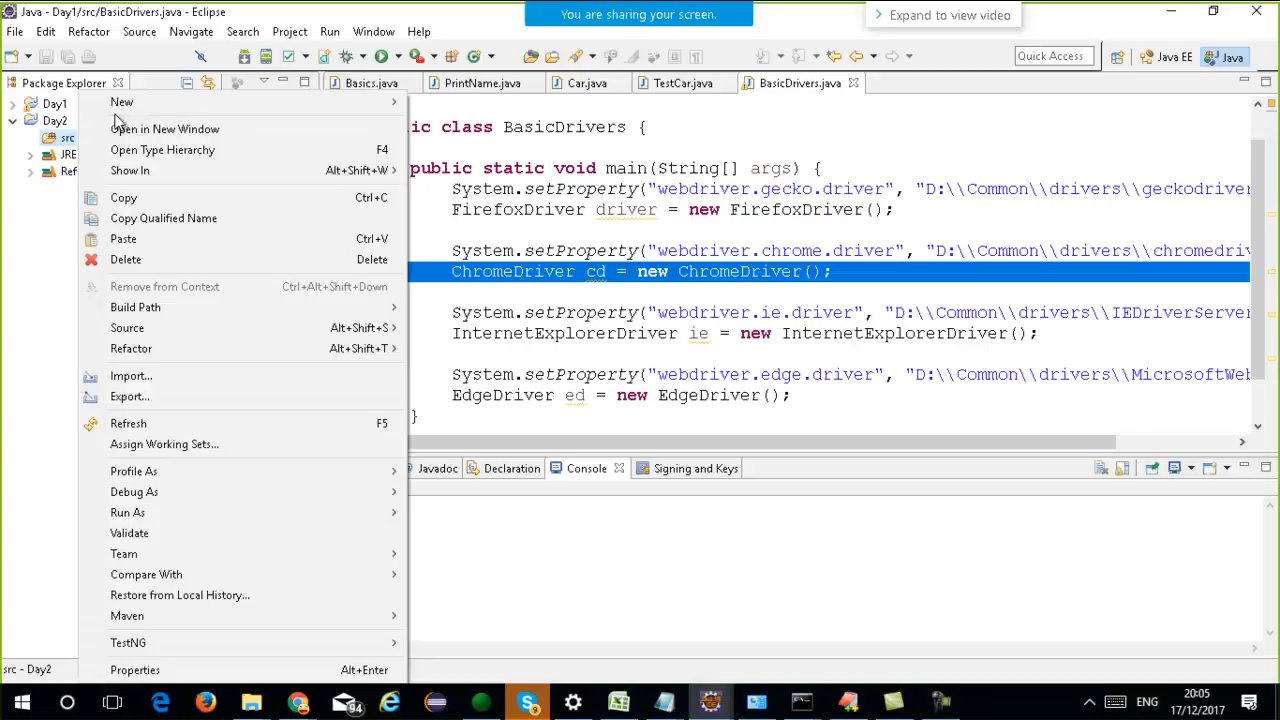 Java - Day1/src/BasicDrivers.java - Eclipse
You are sharing your screen.
Expand to view video
File Edit Refactor Source Navigate Search Project Run Window Help
Quick Access
Java EE
Java
Package Explorer
Basics.java
PrintName.java
Car.java
TestCar.java
BasicDrivers.java
Day1
Day2
src
JRE
Ref
New
Open in New Window
Open Type Hierarchy F4
Show In Alt+Shift+W
Copy Ctrl+C
Copy Qualified Name
Paste Ctrl+V
Delete Delete
Remove from Context Ctrl+Alt+Shift+Down
Build Path
Source Alt+Shift+S
Refactor Alt+Shift+T
Import...
Export...
Refresh F5
Assign Working Sets...
Profile As
Debug As
Run As
Validate
Team
Compare With
Restore from Local History...
Maven
TestNG
Properties Alt+Enter
ic class BasicDrivers {
public static void main(String[] args) {
System.setProperty("webdriver.gecko.driver", "D:\\Common\\drivers\\geckodriver
FirefoxDriver driver = new FirefoxDriver();
System.setProperty("webdriver.chrome.driver", "D:\\Common\\drivers\\chromedriv
ChromeDriver cd = new ChromeDriver();
System.setProperty("webdriver.ie.driver", "D:\\Common\\drivers\\IEDriverServer
InternetExplorerDriver ie = new InternetExplorerDriver();
System.setProperty("webdriver.edge.driver", "D:\\Common\\drivers\\MicrosoftWeb
EdgeDriver ed = new EdgeDriver();
}
Javadoc
Declaration
Console
Signing and Keys
src - Day2
94
9
ENG
20:05
17/12/2017